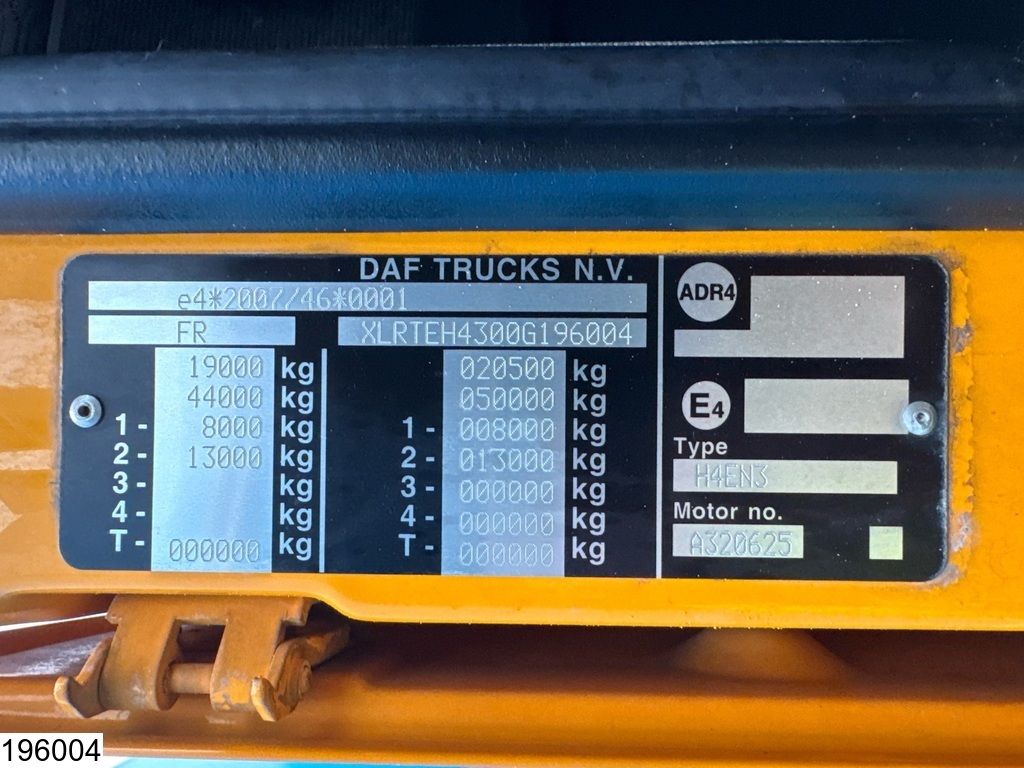 DAF TRUCKS N.V.
e4*2007/46*0001
FR XLRTEH4300G196004
19000 kg 020500 kg
44000 kg 050000 kg
1- 8000 kg 1- 008000 kg
2- 13000 kg 2- 013000 kg
3- kg 3- 000000 kg
4- kg 4- 000000 kg
T- 000000 kg T- 000000 kg
ADR4
E4
Type
H4EN3
Motor no.
A320625
196004